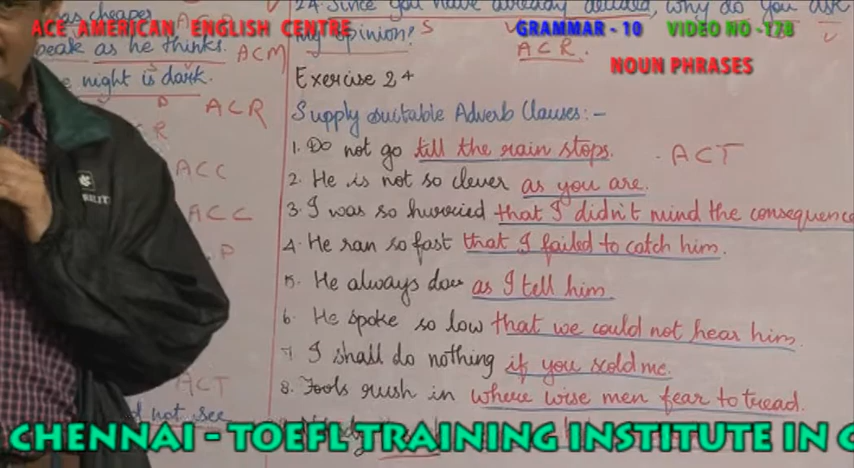 24. Since you have already decided, why do you ask
as cheaper
ACE AMERICAN ENGLISH CENTRE
GRAMMAR - 10 VIDEO NO -178
my opinion? S
ACR.
NOUN PHRASES
speak as he thinks. ACM
night is dark.
ACR
Exercise 24
Supply suitable Adverb Clauses:-
1. Do not go till the rain stops. - ACT
ACC
2. He is not so clever as you are.
ACC
3. I was so hurried that I didn't mind the consequence
4. He ran so fast that I failed to catch him.
5. He always does as I tell him.
6. He spoke so low that we could not hear him.
7. I shall do nothing if you scold me.
ACT
8. Fools rush in where wise men fear to tread.
not see
CHENNAI - TOEFL TRAINING INSTITUTE IN